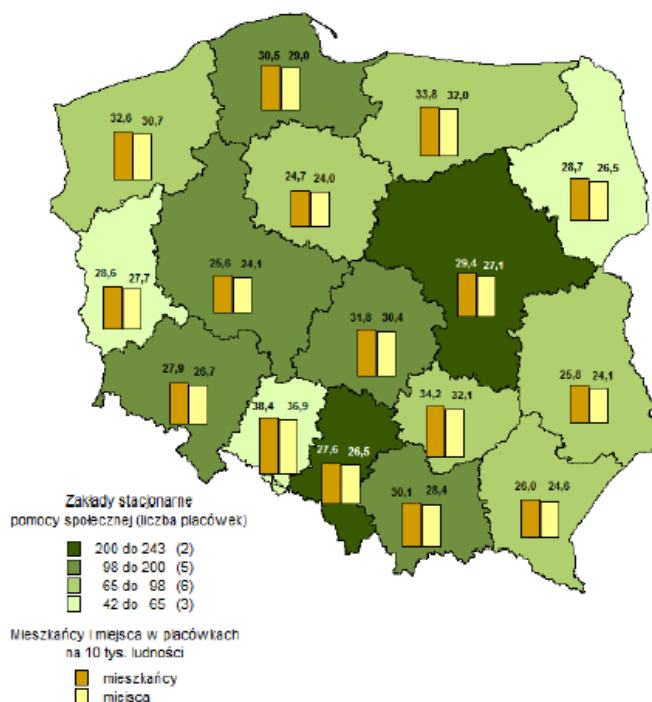 30,5 29,0
33,8 32,0
32,6 30,7
28,7 26,5
24,7 24,0
29,4 27,1
28,6 27,7
25,6 24,1
31,8 30,4
25,8 24,1
27,9 26,7
34,2 32,1
38,4 36,9
27,6 26,5
30,1 28,4
26,0 24,6
Zakłady stacjonarne
pomocy społecznej (liczba placówek)
200 do 243 (2)
98 do 200 (5)
65 do 98 (6)
42 do 65 (3)
Mieszkańcy i miejsca w placówkach
na 10 tys. ludności
mieszkańcy
miejsca